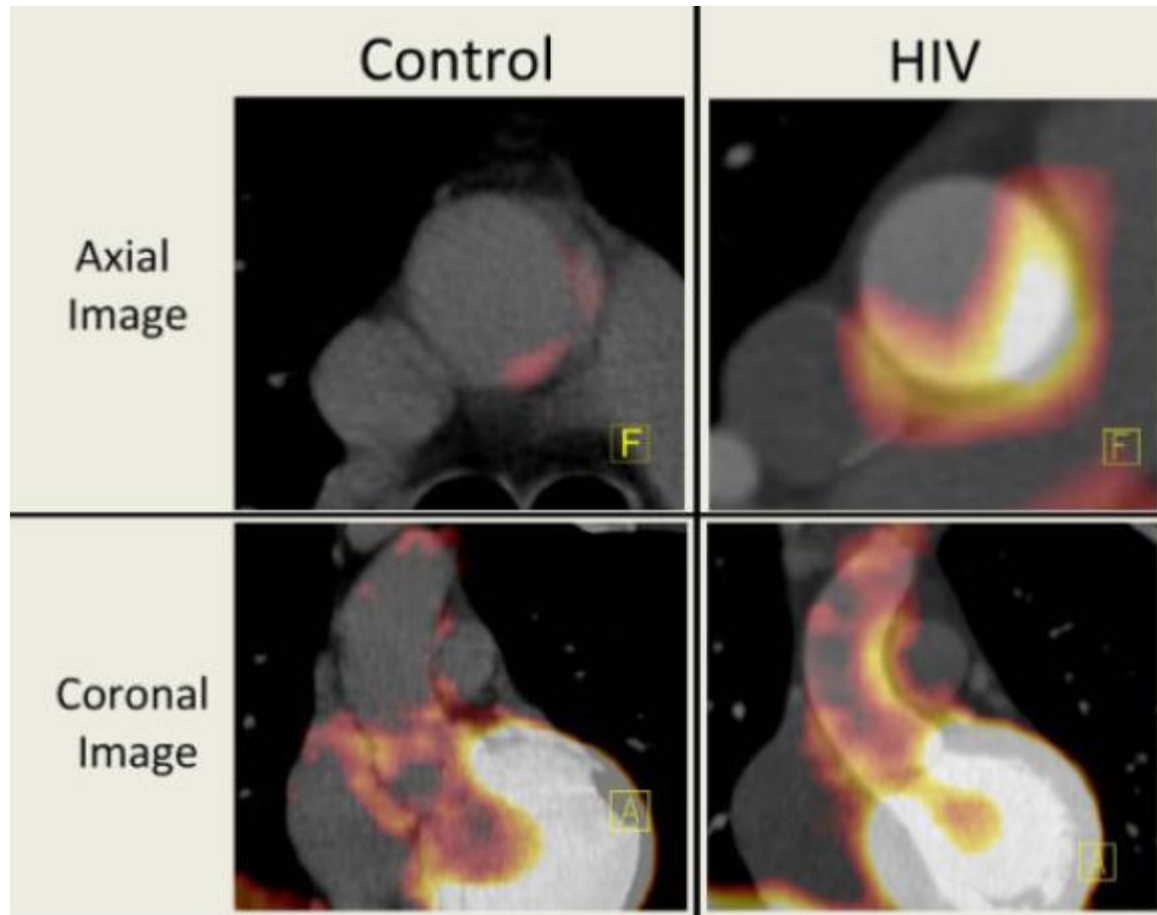 Control
HIV
Axial
Image
F
F
Coronal
Image
A
A